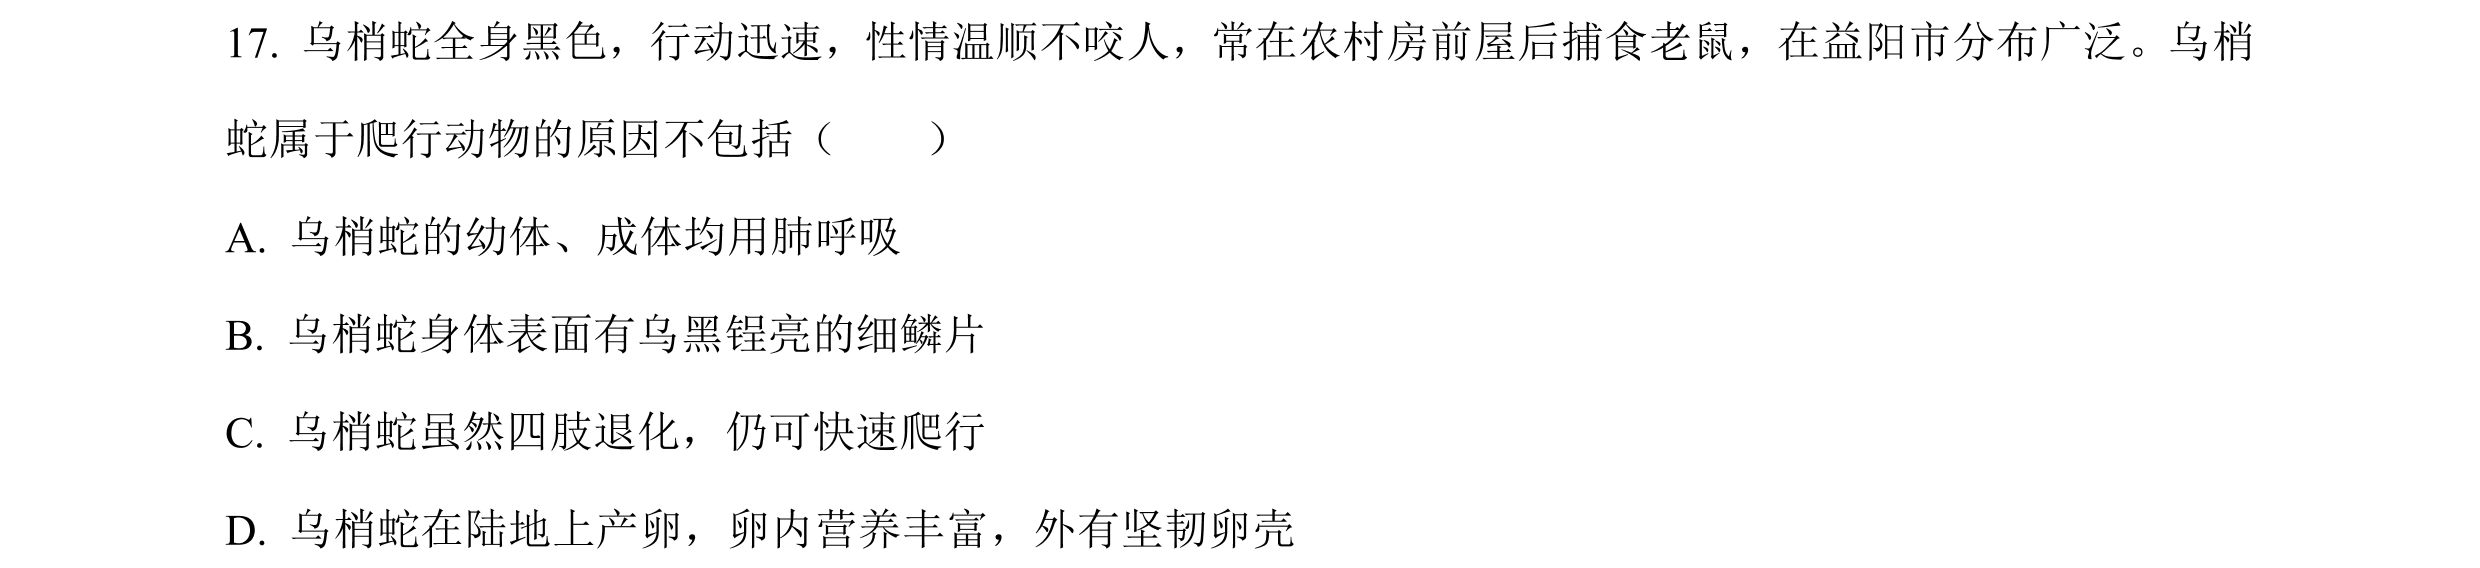 17. 乌梢蛇全身黑色，行动迅速，性情温顺不咬人，常在农村房前屋后捕食老鼠，在益阳市分布广泛。乌梢
蛇属于爬行动物的原因不包括（　　）
A. 乌梢蛇的幼体、成体均用肺呼吸
B. 乌梢蛇身体表面有乌黑锃亮的细鳞片
C. 乌梢蛇虽然四肢退化，仍可快速爬行
D. 乌梢蛇在陆地上产卵，卵内营养丰富，外有坚韧卵壳